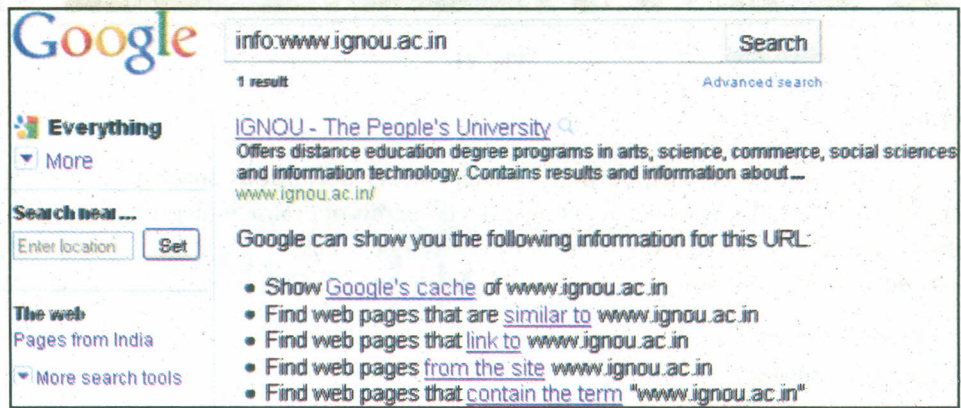 Google
info:www.ignou.ac.in
Search
1 result
Advanced search
Everything
More
Search near...
Enter location
Set
The web
Pages from India
More search tools
IGNOU - The People's University
Offers distance education degree programs in arts, science, commerce, social sciences
and information technology. Contains results and information about ...
www.ignou.ac.in/
Google can show you the following information for this URL:
• Show Google's cache of www.ignou.ac.in
• Find web pages that are similar to www.ignou.ac.in
• Find web pages that link to www.ignou.ac.in
• Find web pages from the site www.ignou.ac.in
• Find web pages that contain the term "www.ignou.ac.in"